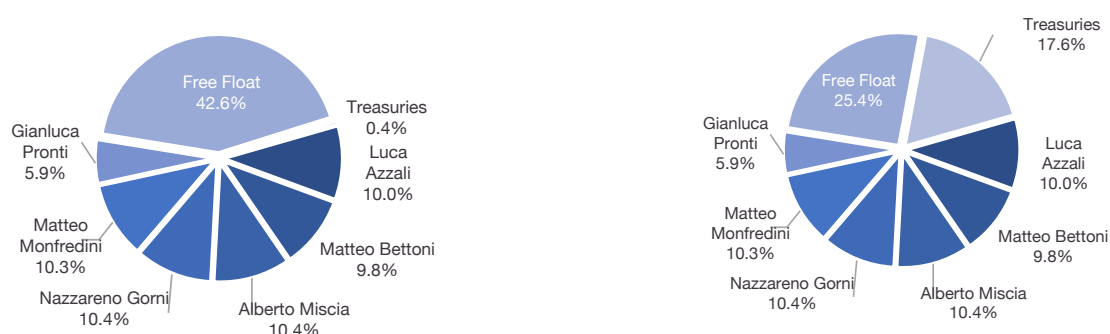 Free Float
42.6%
Treasuries
0.4%
Luca
Azzali
10.0%
Matteo Bettoni
9.8%
Alberto Miscia
10.4%
Nazzareno Gorni
10.4%
Matteo
Monfredini
10.3%
Gianluca
Pronti
5.9%
Treasuries
17.6%
Free Float
25.4%
Luca
Azzali
10.0%
Matteo Bettoni
9.8%
Alberto Miscia
10.4%
Nazzareno Gorni
10.4%
Matteo
Monfredini
10.3%
Gianluca
Pronti
5.9%